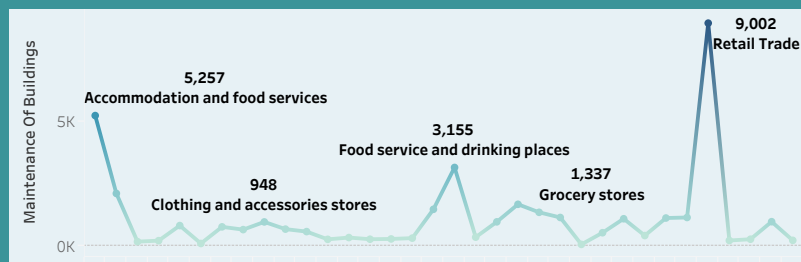 9,002
Retail Trade
5,257
Accommodation and food services
5K
3,155
Food service and drinking places
1,337
Grocery stores
948
Clothing and accessories stores
0K
Maintenance Of Buildings